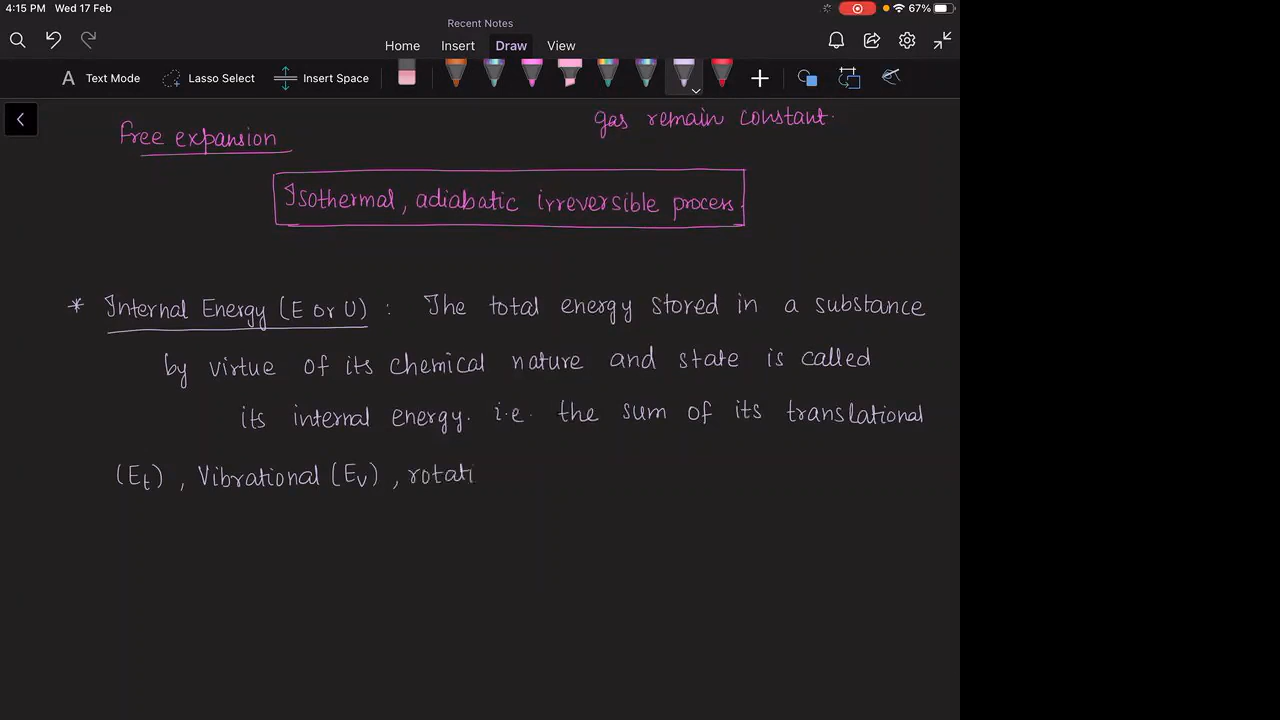 4:15 PM Wed 17 Feb
67%
Recent Notes
Home Insert Draw View
Text Mode Lasso Select Insert Space
gas remain constant.
Free expansion
Isothermal, adiabatic irreversible process.
* Internal Energy (E or U) : The total energy stored in a substance
by virtue of its chemical nature and state is called
its internal energy. i.e. the sum of its translational
(Et), Vibrational (Ev), rotati